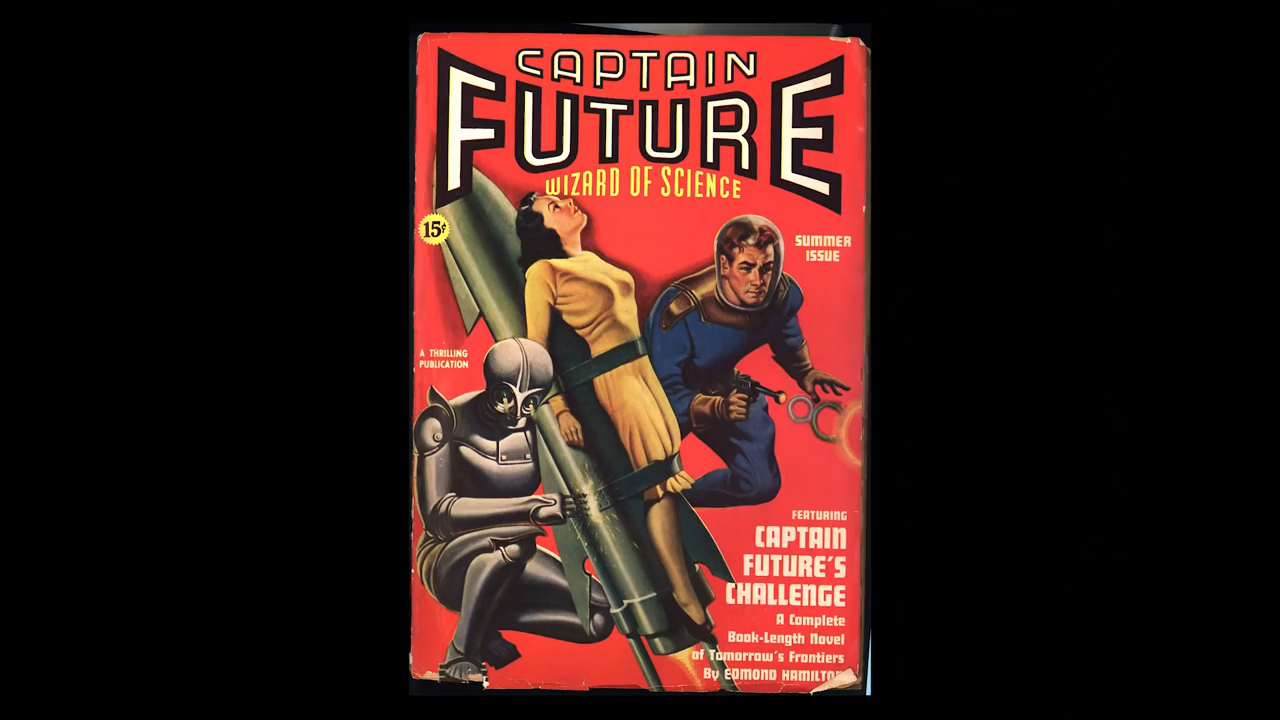 CAPTAIN
FUTURE
WIZARD OF SCIENCE
15¢
SUMMER
ISSUE
A THRILLING
PUBLICATION
FEATURING
CAPTAIN
FUTURE'S
CHALLENGE
A Complete
Book-Length Novel
of Tomorrow's Frontiers
By EDMOND HAMILTON